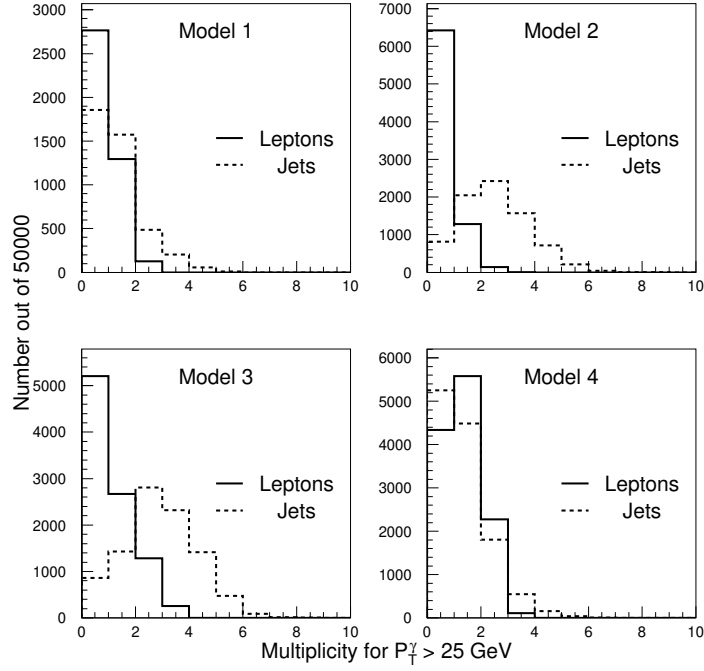 Number out of 50000
Model 1
3000
2500
2000
1500
1000
500
0
Leptons
Jets
0 2 4 6 8 10
Model 2
7000
6000
5000
4000
3000
2000
1000
0
Leptons
Jets
0 2 4 6 8 10
Model 3
5000
4000
3000
2000
1000
0
Leptons
Jets
0 2 4 6 8 10
Model 4
6000
5000
4000
3000
2000
1000
0
Leptons
Jets
0 2 4 6 8 10
Multiplicity for P_T^γ > 25 GeV